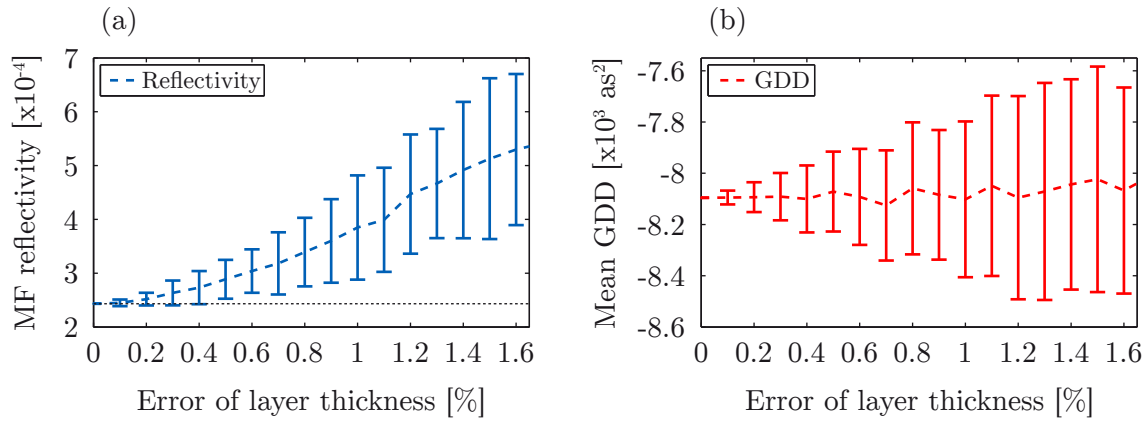 (a)
MF reflectivity [x10⁻⁴]
Reflectivity
7
6
5
4
3
2
0 0.2 0.4 0.6 0.8 1 1.2 1.4 1.6
Error of layer thickness [%]
(b)
Mean GDD [x10³ as²]
GDD
-7.6
-7.8
-8
-8.2
-8.4
-8.6
0 0.2 0.4 0.6 0.8 1 1.2 1.4 1.6
Error of layer thickness [%]